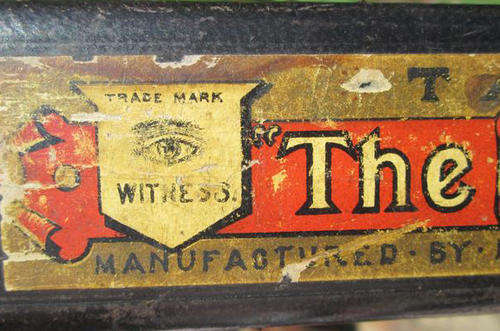 TRADE MARK
WITNESS.
"The
MANUFACTURED · BY ·